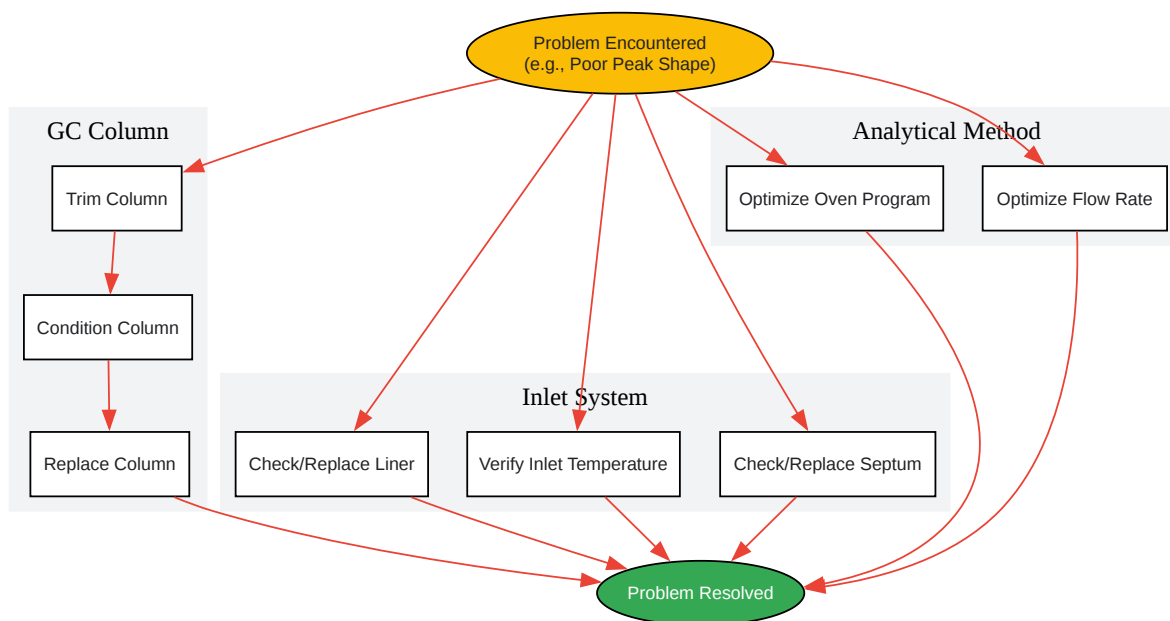 Problem Encountered
(e.g., Poor Peak Shape)
GC Column
Analytical Method
Trim Column
Optimize Oven Program
Optimize Flow Rate
Condition Column
Inlet System
Replace Column
Check/Replace Liner
Verify Inlet Temperature
Check/Replace Septum
Problem Resolved